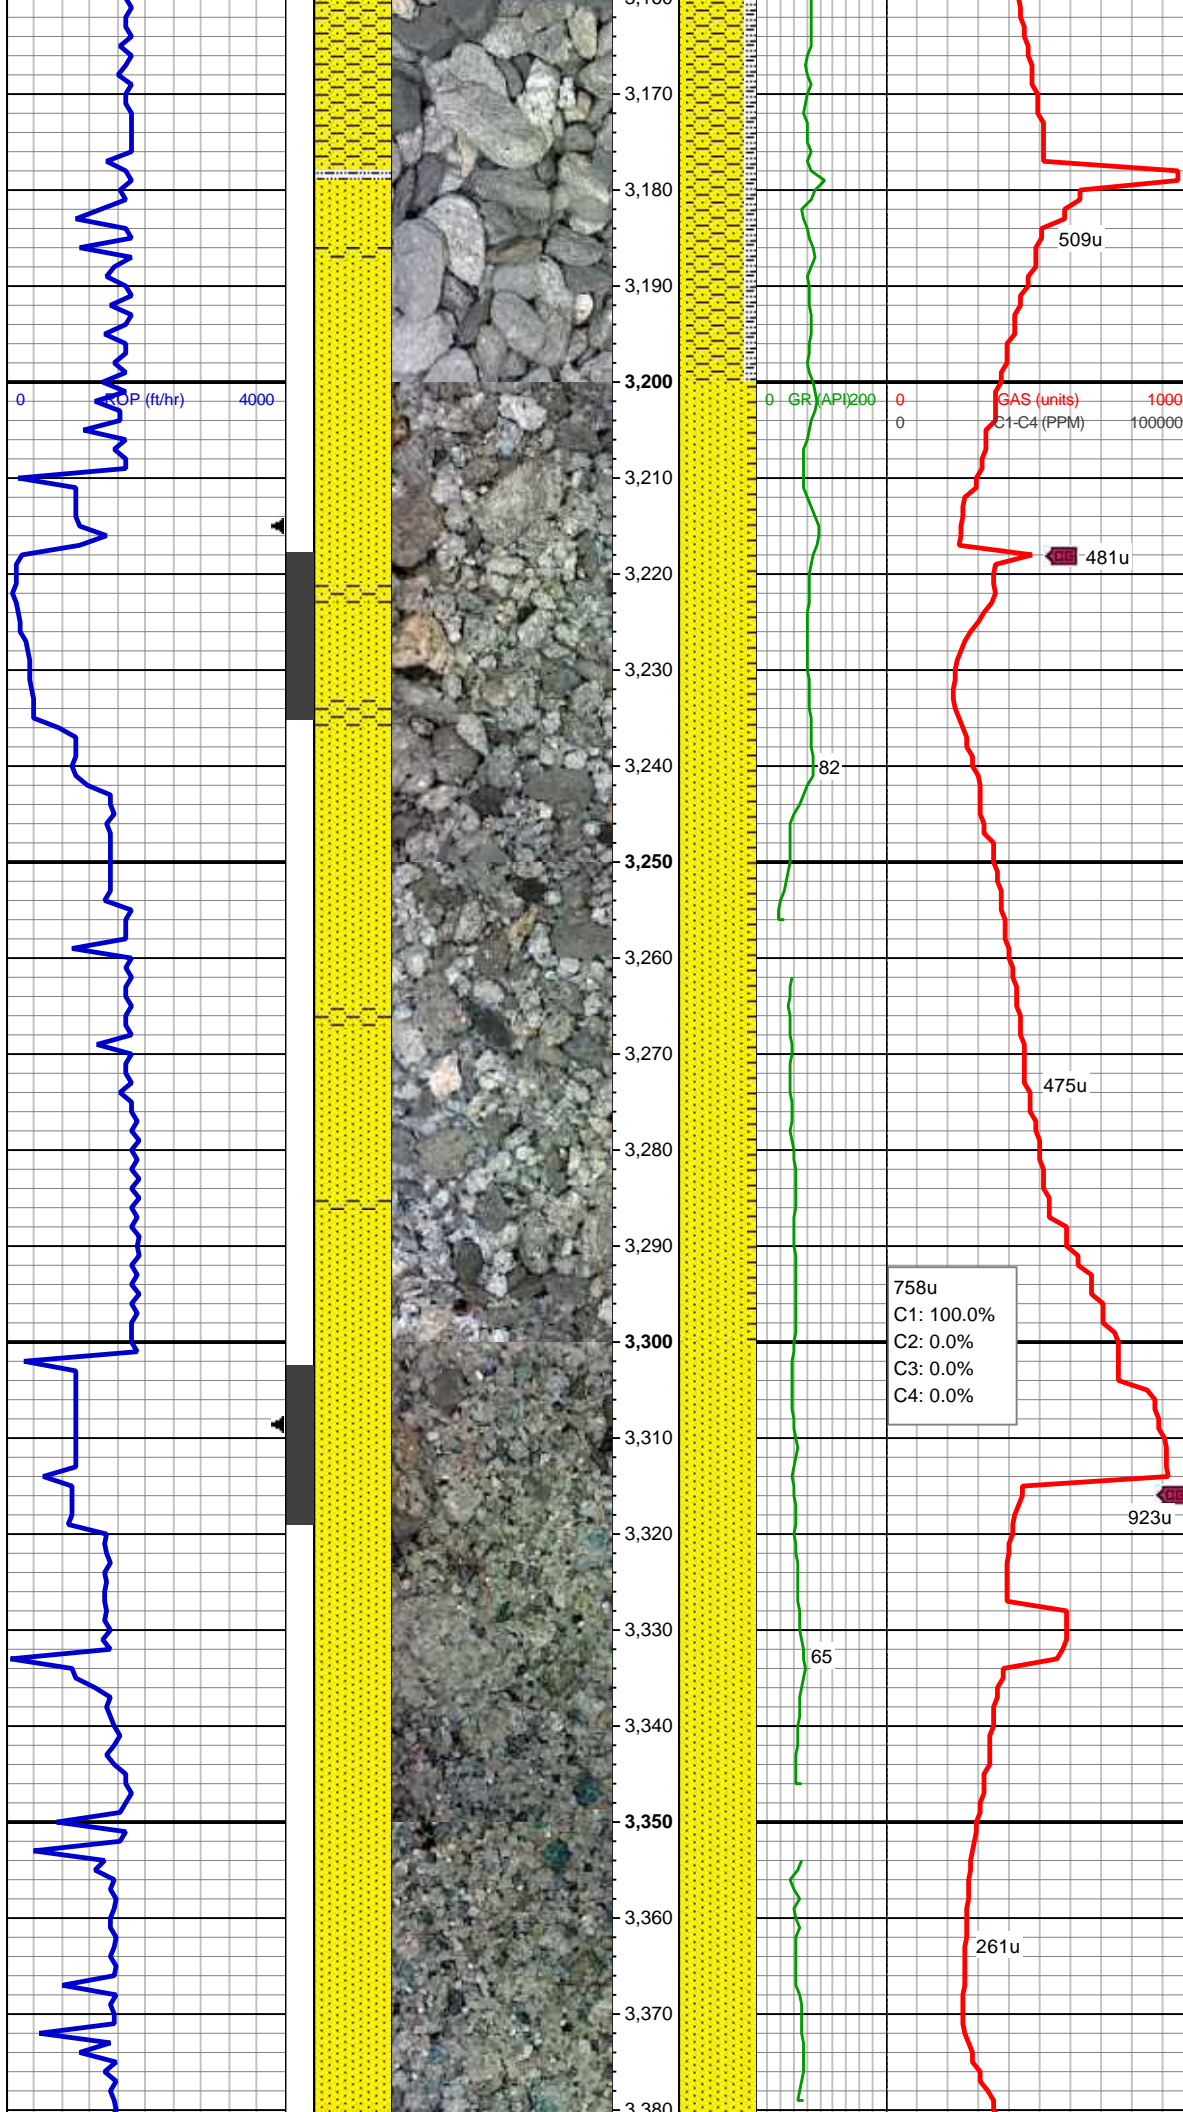 3,170
3,180
509u
3,190
3,200
0 ROP (ft/hr) 4000
0 GR (API) 200
0 GAS (units) 1000
0 C1-C4 (PPM) 100000
3,210
CG 481u
3,220
3,230
3,240
82
3,250
3,260
3,270
475u
3,280
3,290
758u
C1: 100.0%
C2: 0.0%
C3: 0.0%
C4: 0.0%
3,300
3,310
CG
923u
3,320
3,330
65
3,340
3,350
3,360
261u
3,370
3,380